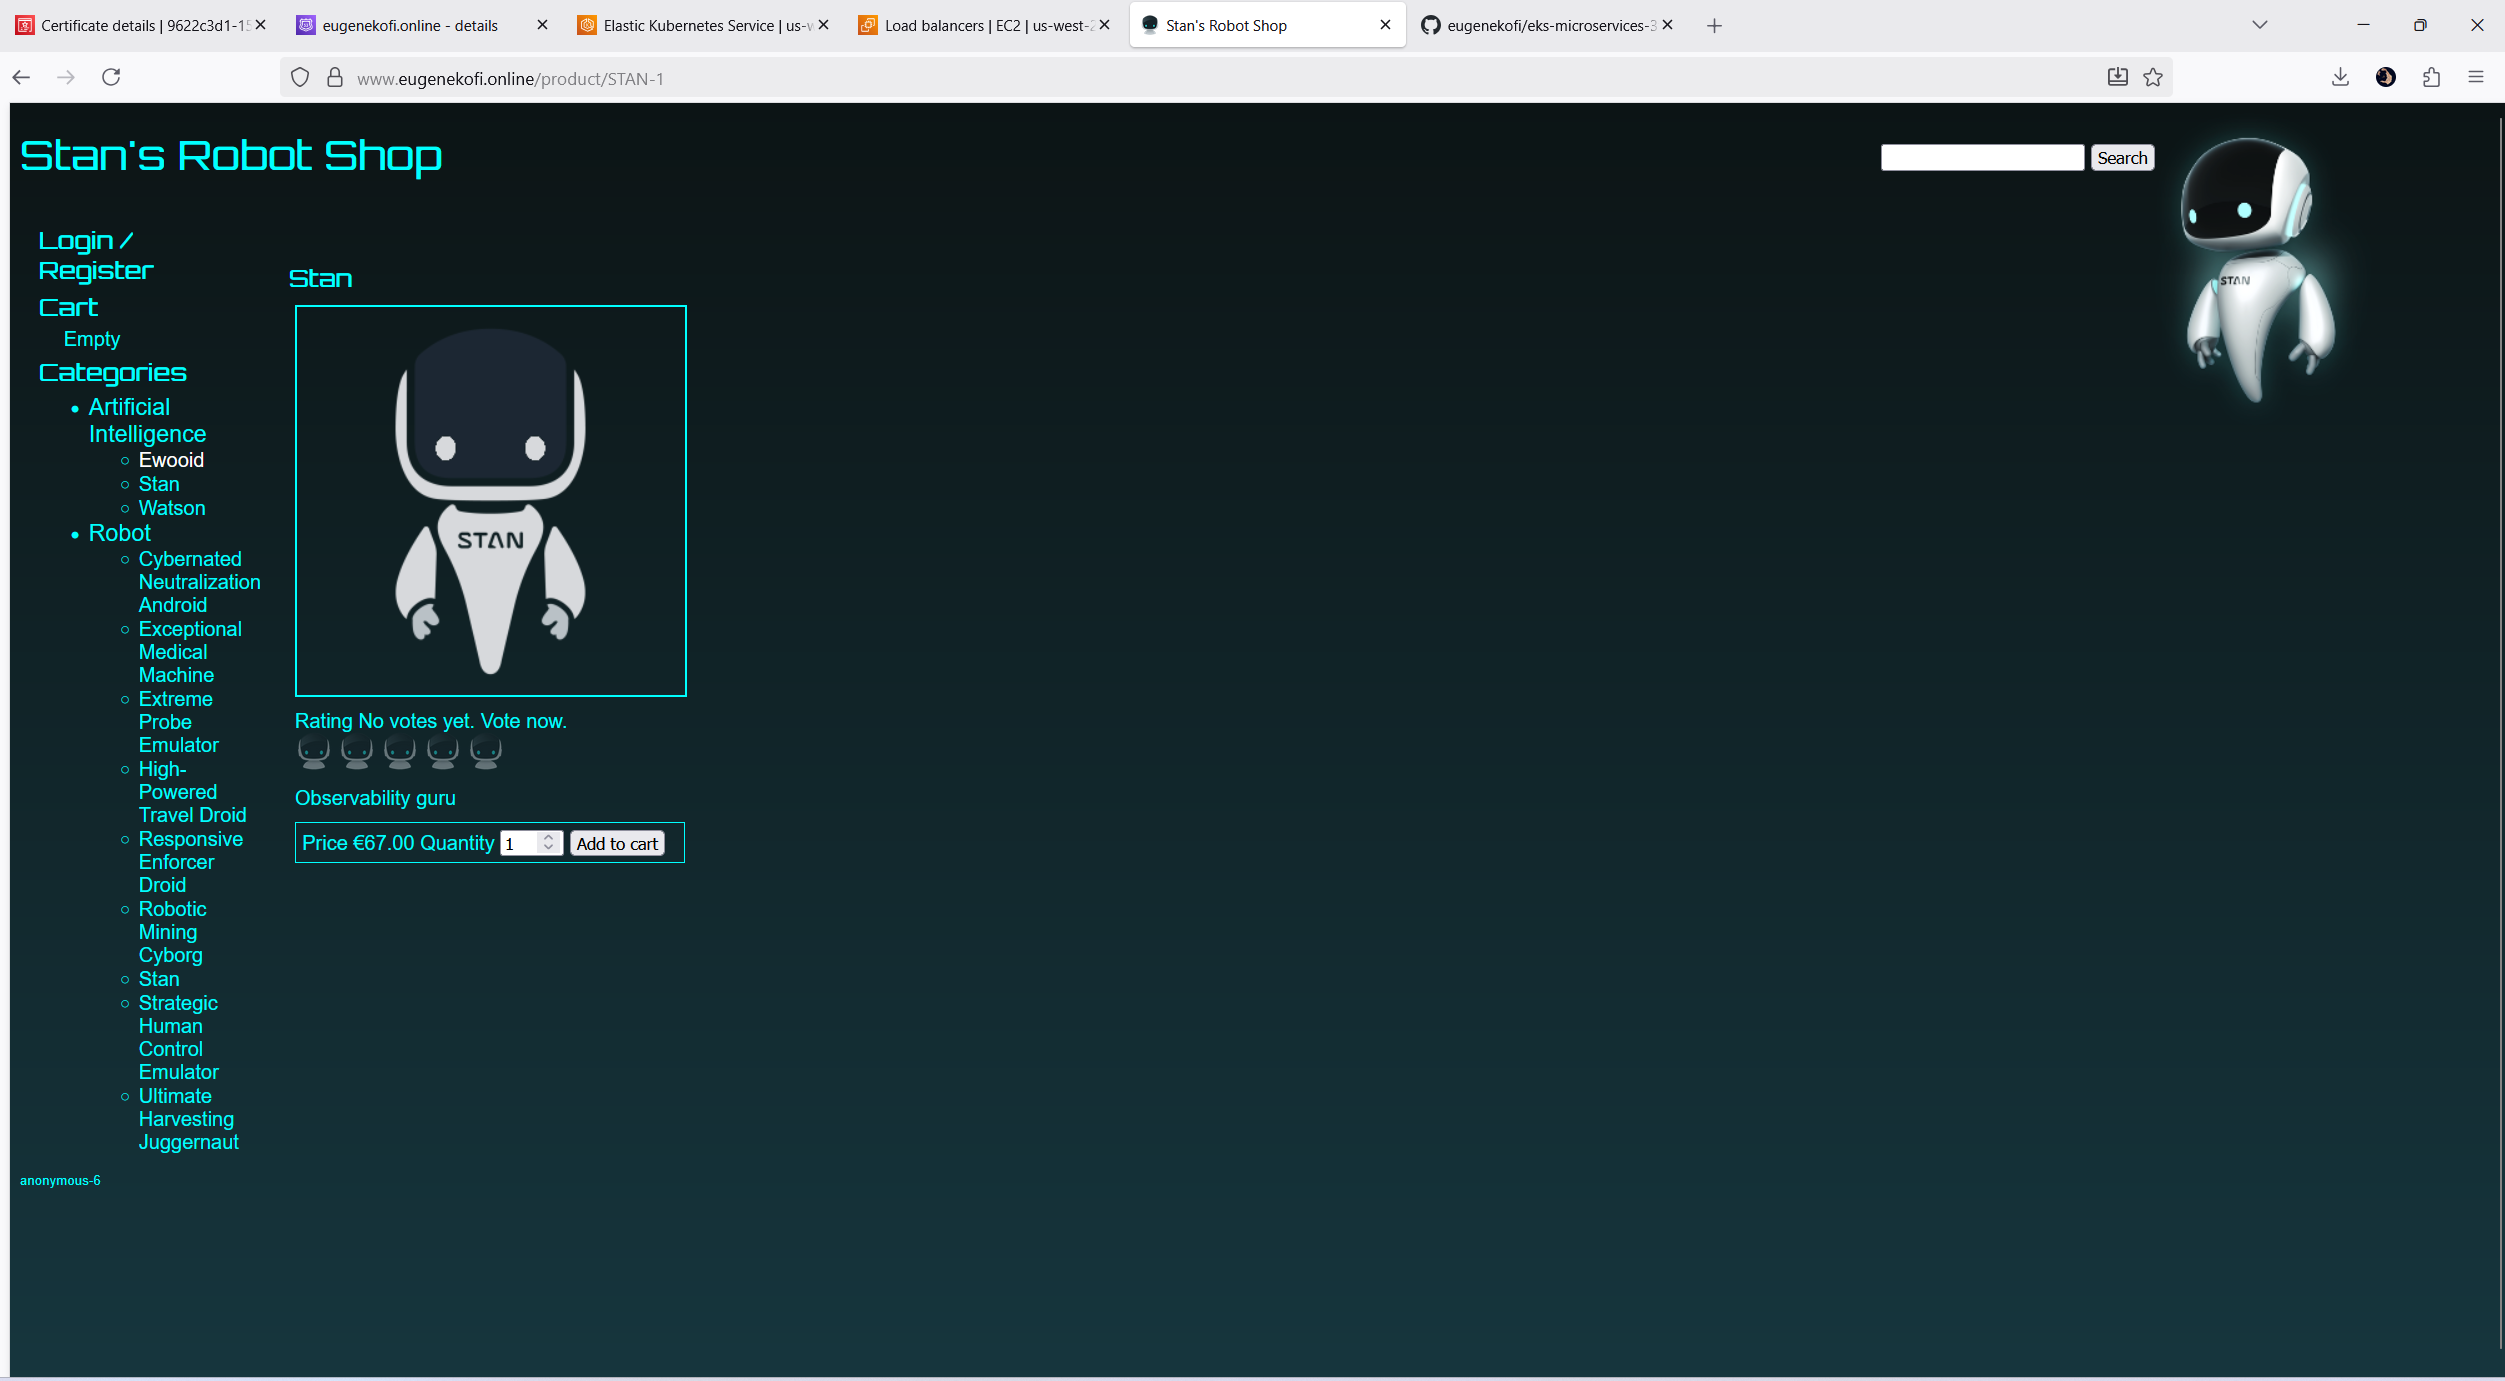 Certificate details | 9622c3d1-15
eugenekofi.online - details
Elastic Kubernetes Service | us-w
Load balancers | EC2 | us-west-2
Stan's Robot Shop
eugenekofi/eks-microservices-3
www.eugenekofi.online/product/STAN-1
Stan's Robot Shop
Search
STAN
Login /
Register
Cart
Empty
Categories
Artificial
Intelligence
Ewooid
Stan
Watson
Robot
Cybernated
Neutralization
Android
Exceptional
Medical
Machine
Extreme
Probe
Emulator
High-
Powered
Travel Droid
Responsive
Enforcer
Droid
Robotic
Mining
Cyborg
Stan
Strategic
Human
Control
Emulator
Ultimate
Harvesting
Juggernaut
anonymous-6
Stan
STAN
Rating No votes yet. Vote now.
Observability guru
Price €67.00 Quantity 1 Add to cart